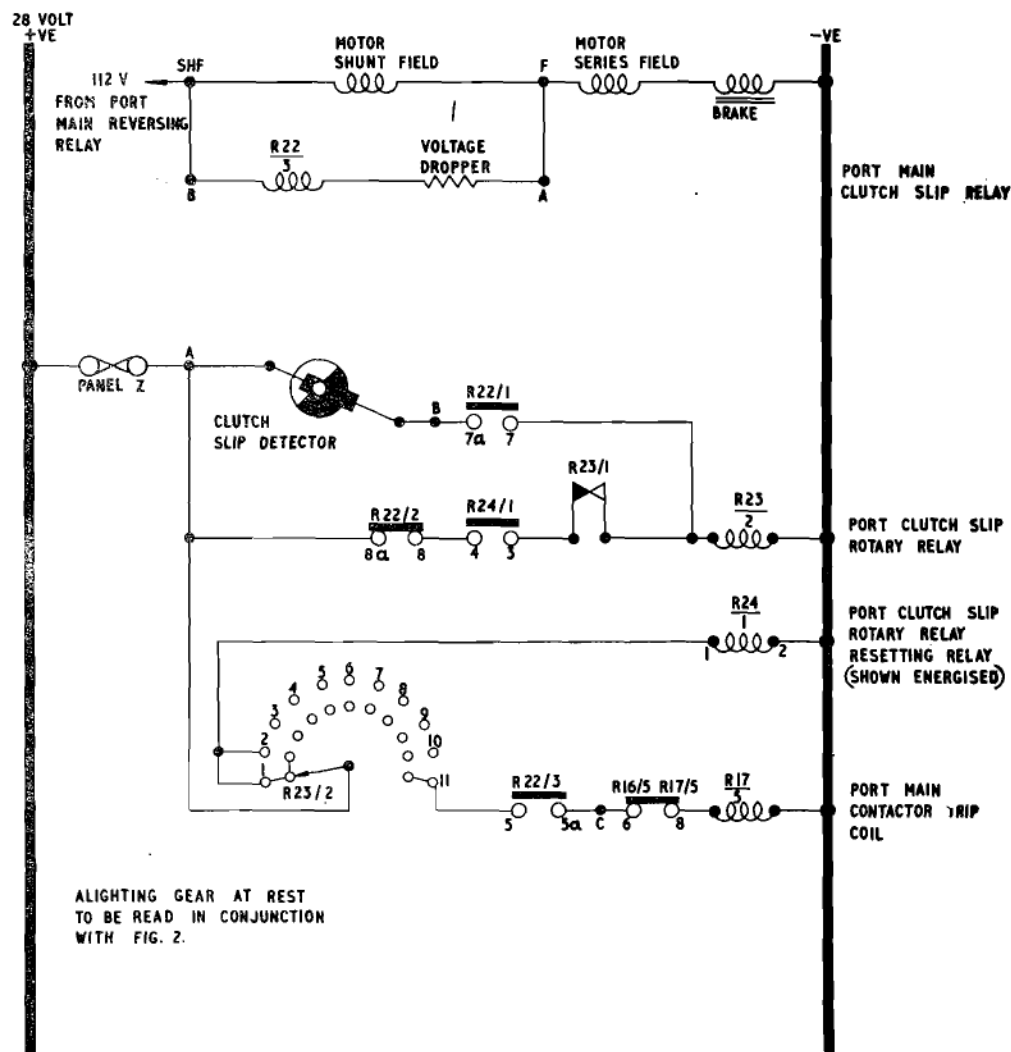 28 VOLT
+VE
-VE
SHF
MOTOR
SHUNT FIELD
F
MOTOR
SERIES FIELD
112 V
FROM PORT
MAIN REVERSING
RELAY
BRAKE
R22
3
VOLTAGE
DROPPER
B
A
PORT MAIN
CLUTCH SLIP RELAY
A
PANEL Z
CLUTCH
SLIP DETECTOR
B
R22/1
7a
7
R23/1
R22/2
8a
8
R24/1
4
3
R23
2
PORT CLUTCH SLIP
ROTARY RELAY
R24
1
1
2
PORT CLUTCH SLIP
ROTARY RELAY
RESETTING RELAY
(SHOWN ENERGISED)
1
2
3
4
5
6
7
8
9
10
11
R23/2
R22/3
5
5a
C
R16/5 R17/5
6
8
R17
5
PORT MAIN
CONTACTOR TRIP
COIL
ALIGHTING GEAR AT REST
TO BE READ IN CONJUNCTION
WITH FIG. 2.